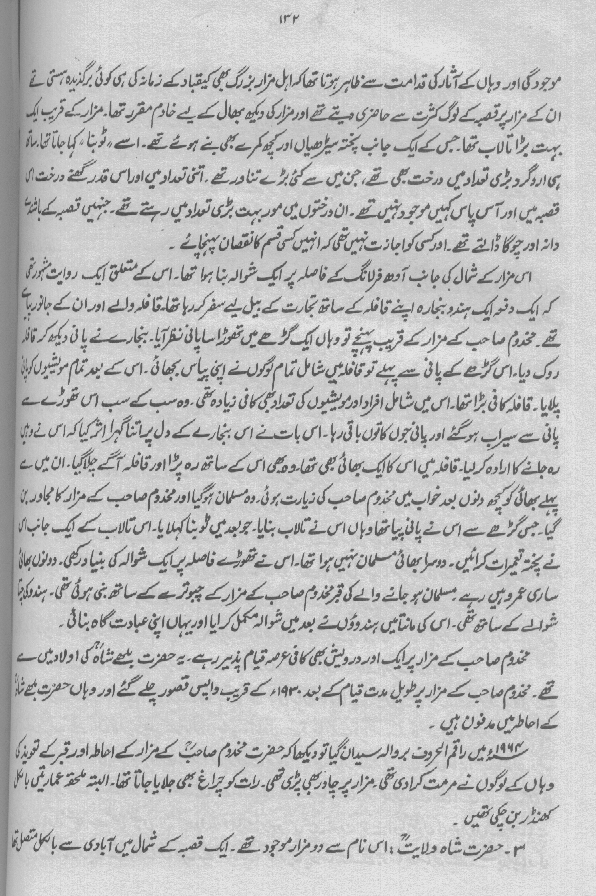 ۱۳۲
موجودگی اور وہاں کے آثار کی قدامت سے ظاہر ہوتا تھا کہ اہل مزار بزرگ بھی کیقباد کے زمانہ کی ہی کوئی برگزیدہ ہستی تھے
ان کے مزار پر قصبہ کے لوگ کثرت سے حاضری دیتے تھے اور مزار کی دیکھ بھال کے لیے خادم مقرر تھا۔ مزار کے قریب ایک
بہت بڑا تالاب تھا۔ جس کے ایک جانب پختہ سیڑھیاں اور کچھ کمرے بھی بنے ہوئے تھے۔ اسے "ٹوبنا" کہا جاتا تھا، ساتھ
ہی اردگرد بڑی تعداد میں درخت بھی تھے، جن میں سے کئی بڑے تناور تھے۔ اتنی تعداد میں اور اس قدر گھنے درخت اس
قصبہ میں اور آس پاس کہیں موجود نہیں تھے۔ ان درختوں میں مور بہت بڑی تعداد میں رہتے تھے۔ جنہیں قصبہ کے باشندے
دانہ اور چوگا ڈالتے تھے۔ اور کسی کو اجازت نہیں تھی کہ انہیں کسی قسم کا نقصان پہنچائے۔
اس مزار کے شمال کی جانب آدھ فرلانگ کے فاصلہ پر ایک شوالہ بنا ہوا تھا۔ اس کے متعلق ایک روایت مشہور تھی
کہ ایک دفعہ ایک ہندو بنجارہ اپنے قافلہ کے ساتھ تجارت کے لیے سفر کر رہا تھا۔ قافلہ والے اور ان کے جانور پیاسے
تھے۔ مخدوم صاحب کے مزار کے قریب پہنچے تو وہاں ایک گڑھے میں تھوڑا سا پانی نظر آیا۔ بنجارے نے پانی دیکھ کر قافلہ
روک دیا۔ اس گڑھے کے پانی سے پہلے تو قافلہ میں شامل تمام لوگوں نے اپنی پیاس بجھائی۔ اس کے بعد تمام مویشیوں کو پانی
پلایا۔ قافلہ کافی بڑا تھا۔ اس میں شامل افراد اور مویشیوں کی تعداد بھی کافی زیادہ تھی۔ وہ سب کے سب اس تھوڑے سے
پانی سے سیراب ہو گئے اور پانی جوں کا توں باقی رہا۔ اس بات نے اس بنجارے کے دل پر اتنا گہرا اثر کیا کہ اس نے وہیں
رہ جانے کا ارادہ کر لیا۔ قافلہ میں اس کا ایک بھائی بھی تھا۔ وہ بھی اس کے ساتھ رہ پڑا اور قافلہ آگے چلا گیا۔ ان میں سے
پہلے بھائی کو کچھ دنوں بعد خواب میں مخدوم صاحب کی زیارت ہوئی۔ وہ مسلمان ہو گیا اور مخدوم صاحب کے مزار کا مجاور بن
گیا۔ جس گڑھے سے اس نے پانی پیا تھا وہاں اس نے تالاب بنایا۔ جو بعد میں ٹوبنا کہلایا۔ اس تالاب کے ایک جانب اس
نے پختہ تعمیرات کرائیں۔ دوسرا بھائی مسلمان نہیں ہوا تھا۔ اس نے تھوڑے فاصلہ پر ایک شوالہ کی بنیاد رکھی۔ دونوں بھائی
ساری عمر وہیں رہے۔ مسلمان ہو جانے والے کی قبر مخدوم صاحب کے مزار کے چبوترے کے ساتھ بنی ہوئی تھی۔ ہندو کی چتا
شوالے کے ساتھ تھی۔ اس کی مانتا میں ہندوؤں نے بعد میں شوالہ مکمل کر لیا اور یہاں اپنی عبادت گاہ بنائی۔
مخدوم صاحب کے مزار پر ایک اور درویش بھی کافی عرصہ قیام پذیر رہے۔ یہ حضرت بلھے شاہؒ کی اولاد میں سے
تھے۔ مخدوم صاحب کے مزار پر طویل مدت قیام کے بعد ۱۹۳۰ء کے قریب واپس قصور چلے گئے اور وہاں حضرت بلھے شاہؒ
کے احاطہ میں مدفون ہیں۔
۱۹۶۴ء میں راقم الحروف بروالہ سیدان گیا تو دیکھا کہ حضرت مخدوم صاحبؒ کے مزار کے احاطہ اور قبر کے تعویذ کی
وہاں کے لوگوں نے مرمت کرا دی تھی۔ مزار پر چادر بھی پڑی تھی۔ رات کو چراغ بھی جلایا جاتا تھا۔ البتہ ملحقہ عمارتیں بالکل
کھنڈر بن چکی تھیں۔
۳۔ حضرت شاہ ولایتؒ: اس نام سے دو مزار موجود تھے۔ ایک قصبہ کے شمال میں آبادی سے بالکل متصل تھا